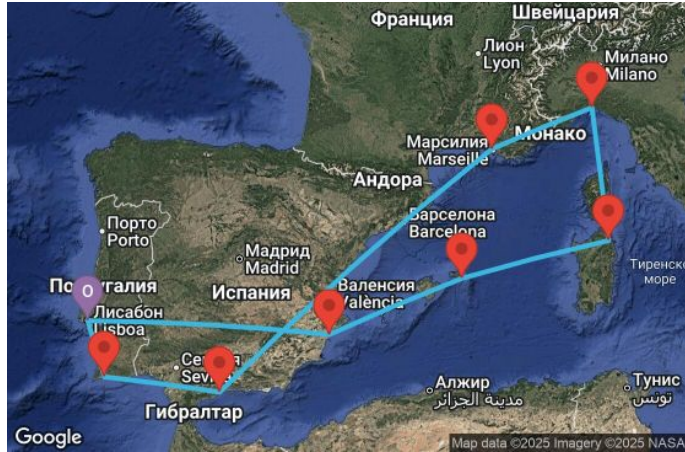 Франция
Швейцария
Лион
Lyon
Милано
Milano
Марсилия
Marseille
Монако
Андора
Порто
Porto
Барселона
Barcelona
Мадрид
Madrid
Тиренско
море
O
Португалия
Испания
Валенсия
València
Лисабон
Lisboa
Севиля
Sevilla
Гибралтар
Алжир
مدينة الجزائر
Тунис
تونس
Google
Map data ©2025 Imagery ©2025 NASA